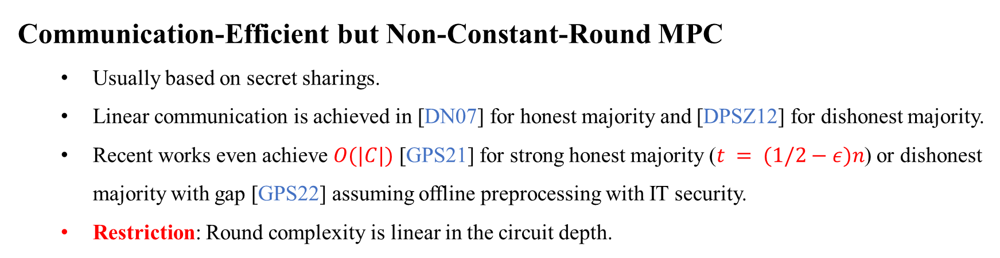 Communication-Efficient but Non-Constant-Round MPC
• Usually based on secret sharings.
• Linear communication is achieved in [DN07] for honest majority and [DPSZ12] for dishonest majority.
• Recent works even achieve O(|C|) [GPS21] for strong honest majority (t = (1/2 − ϵ)n) or dishonest
majority with gap [GPS22] assuming offline preprocessing with IT security.
• Restriction: Round complexity is linear in the circuit depth.